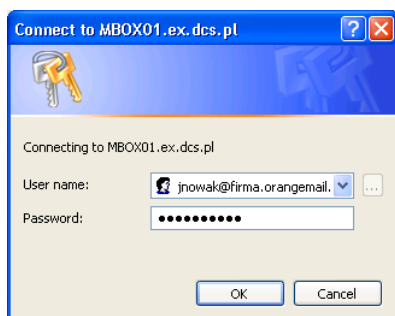 Connect to MBOX01.ex.dcs.pl
Connecting to MBOX01.ex.dcs.pl
User name: jnowak@firma.orangemail.
Password: ••••••••••
OK Cancel